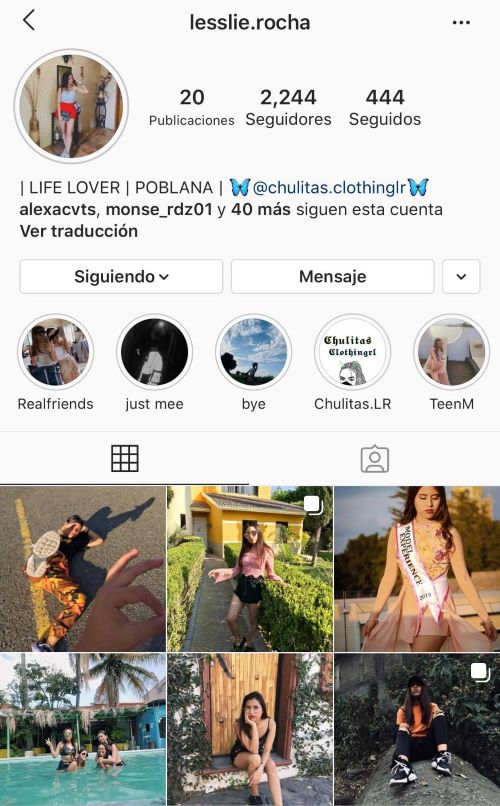 lesslie.rocha
20
2,244
444
Publicaciones
Seguidores
Seguidos
| LIFE LOVER | POBLANA | 🦋@chulitas.clothinglr🦋
alexacvts, monse_rdz01 y 40 más siguen esta cuenta
Ver traducción
Siguiendo
Mensaje
Chulitas
Clothingrl
Realfriends
just mee
bye
Chulitas.LR
TeenM
MODEL
EXPERIENCE
2019